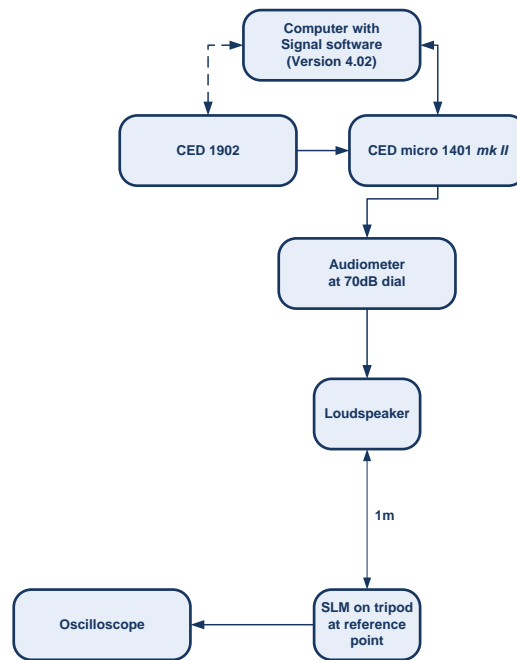 Computer with
Signal software
(Version 4.02)
CED 1902
CED micro 1401 mk II
Audiometer
at 70dB dial
Loudspeaker
1m
SLM on tripod
at reference
point
Oscilloscope